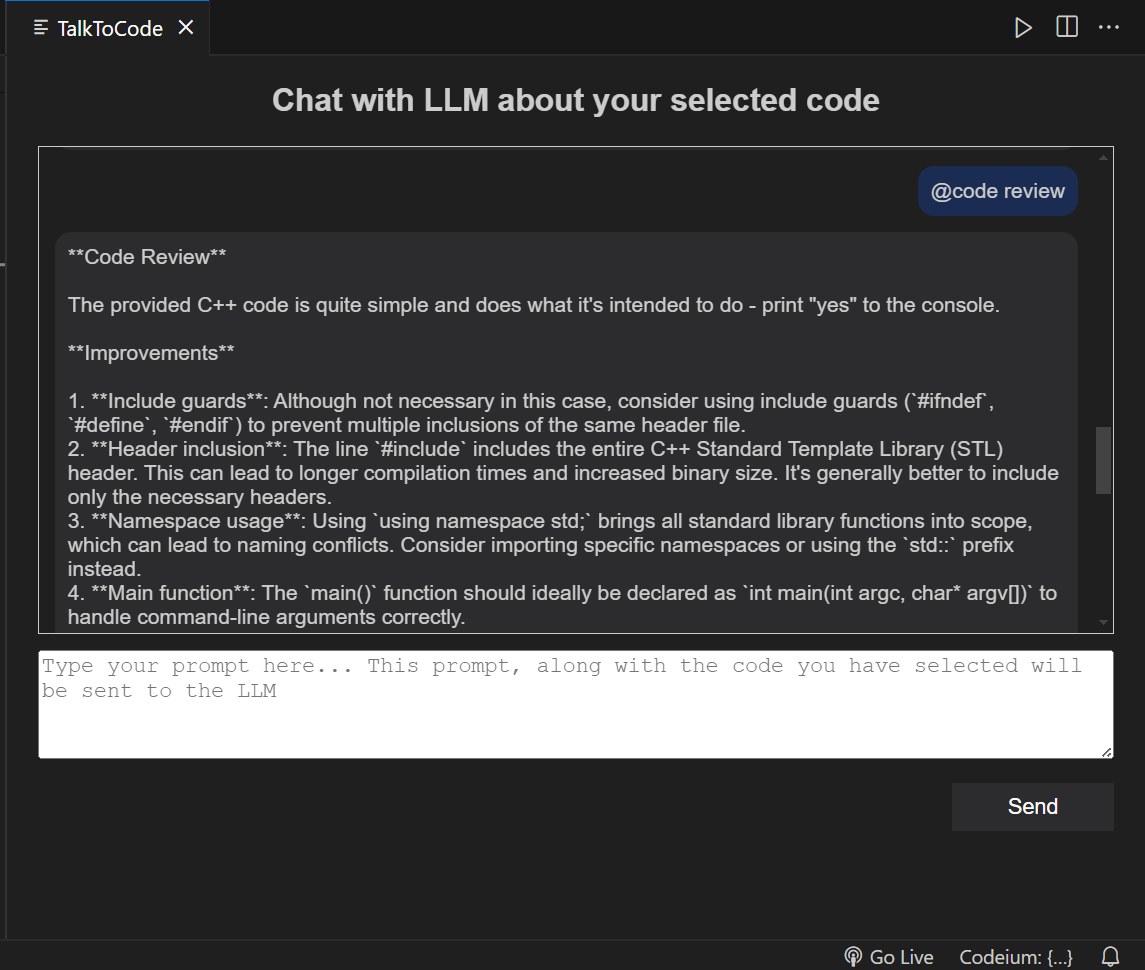 TalkToCode
Chat with LLM about your selected code
@code review
**Code Review**
The provided C++ code is quite simple and does what it's intended to do - print "yes" to the console.
**Improvements**
1. **Include guards**: Although not necessary in this case, consider using include guards (`#ifndef`,
`#define`, `#endif`) to prevent multiple inclusions of the same header file.
2. **Header inclusion**: The line `#include` includes the entire C++ Standard Template Library (STL)
header. This can lead to longer compilation times and increased binary size. It's generally better to include
only the necessary headers.
3. **Namespace usage**: Using `using namespace std;` brings all standard library functions into scope,
which can lead to naming conflicts. Consider importing specific namespaces or using the `std::` prefix
instead.
4. **Main function**: The `main()` function should ideally be declared as `int main(int argc, char* argv[])` to
handle command-line arguments correctly.
Type your prompt here... This prompt, along with the code you have selected will
be sent to the LLM
Send
Go Live Codeium: {...}